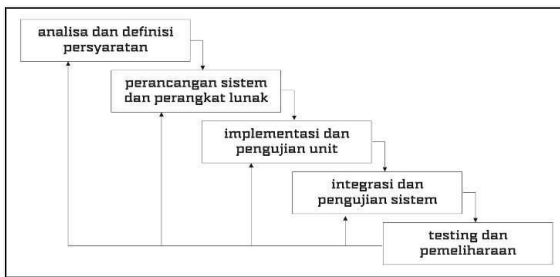 analisa dan definisi
persyaratan
perancangan sistem
dan perangkat lunak
implementasi dan
pengujian unit
integrasi dan
pengujian sistem
testing dan
pemeliharaan